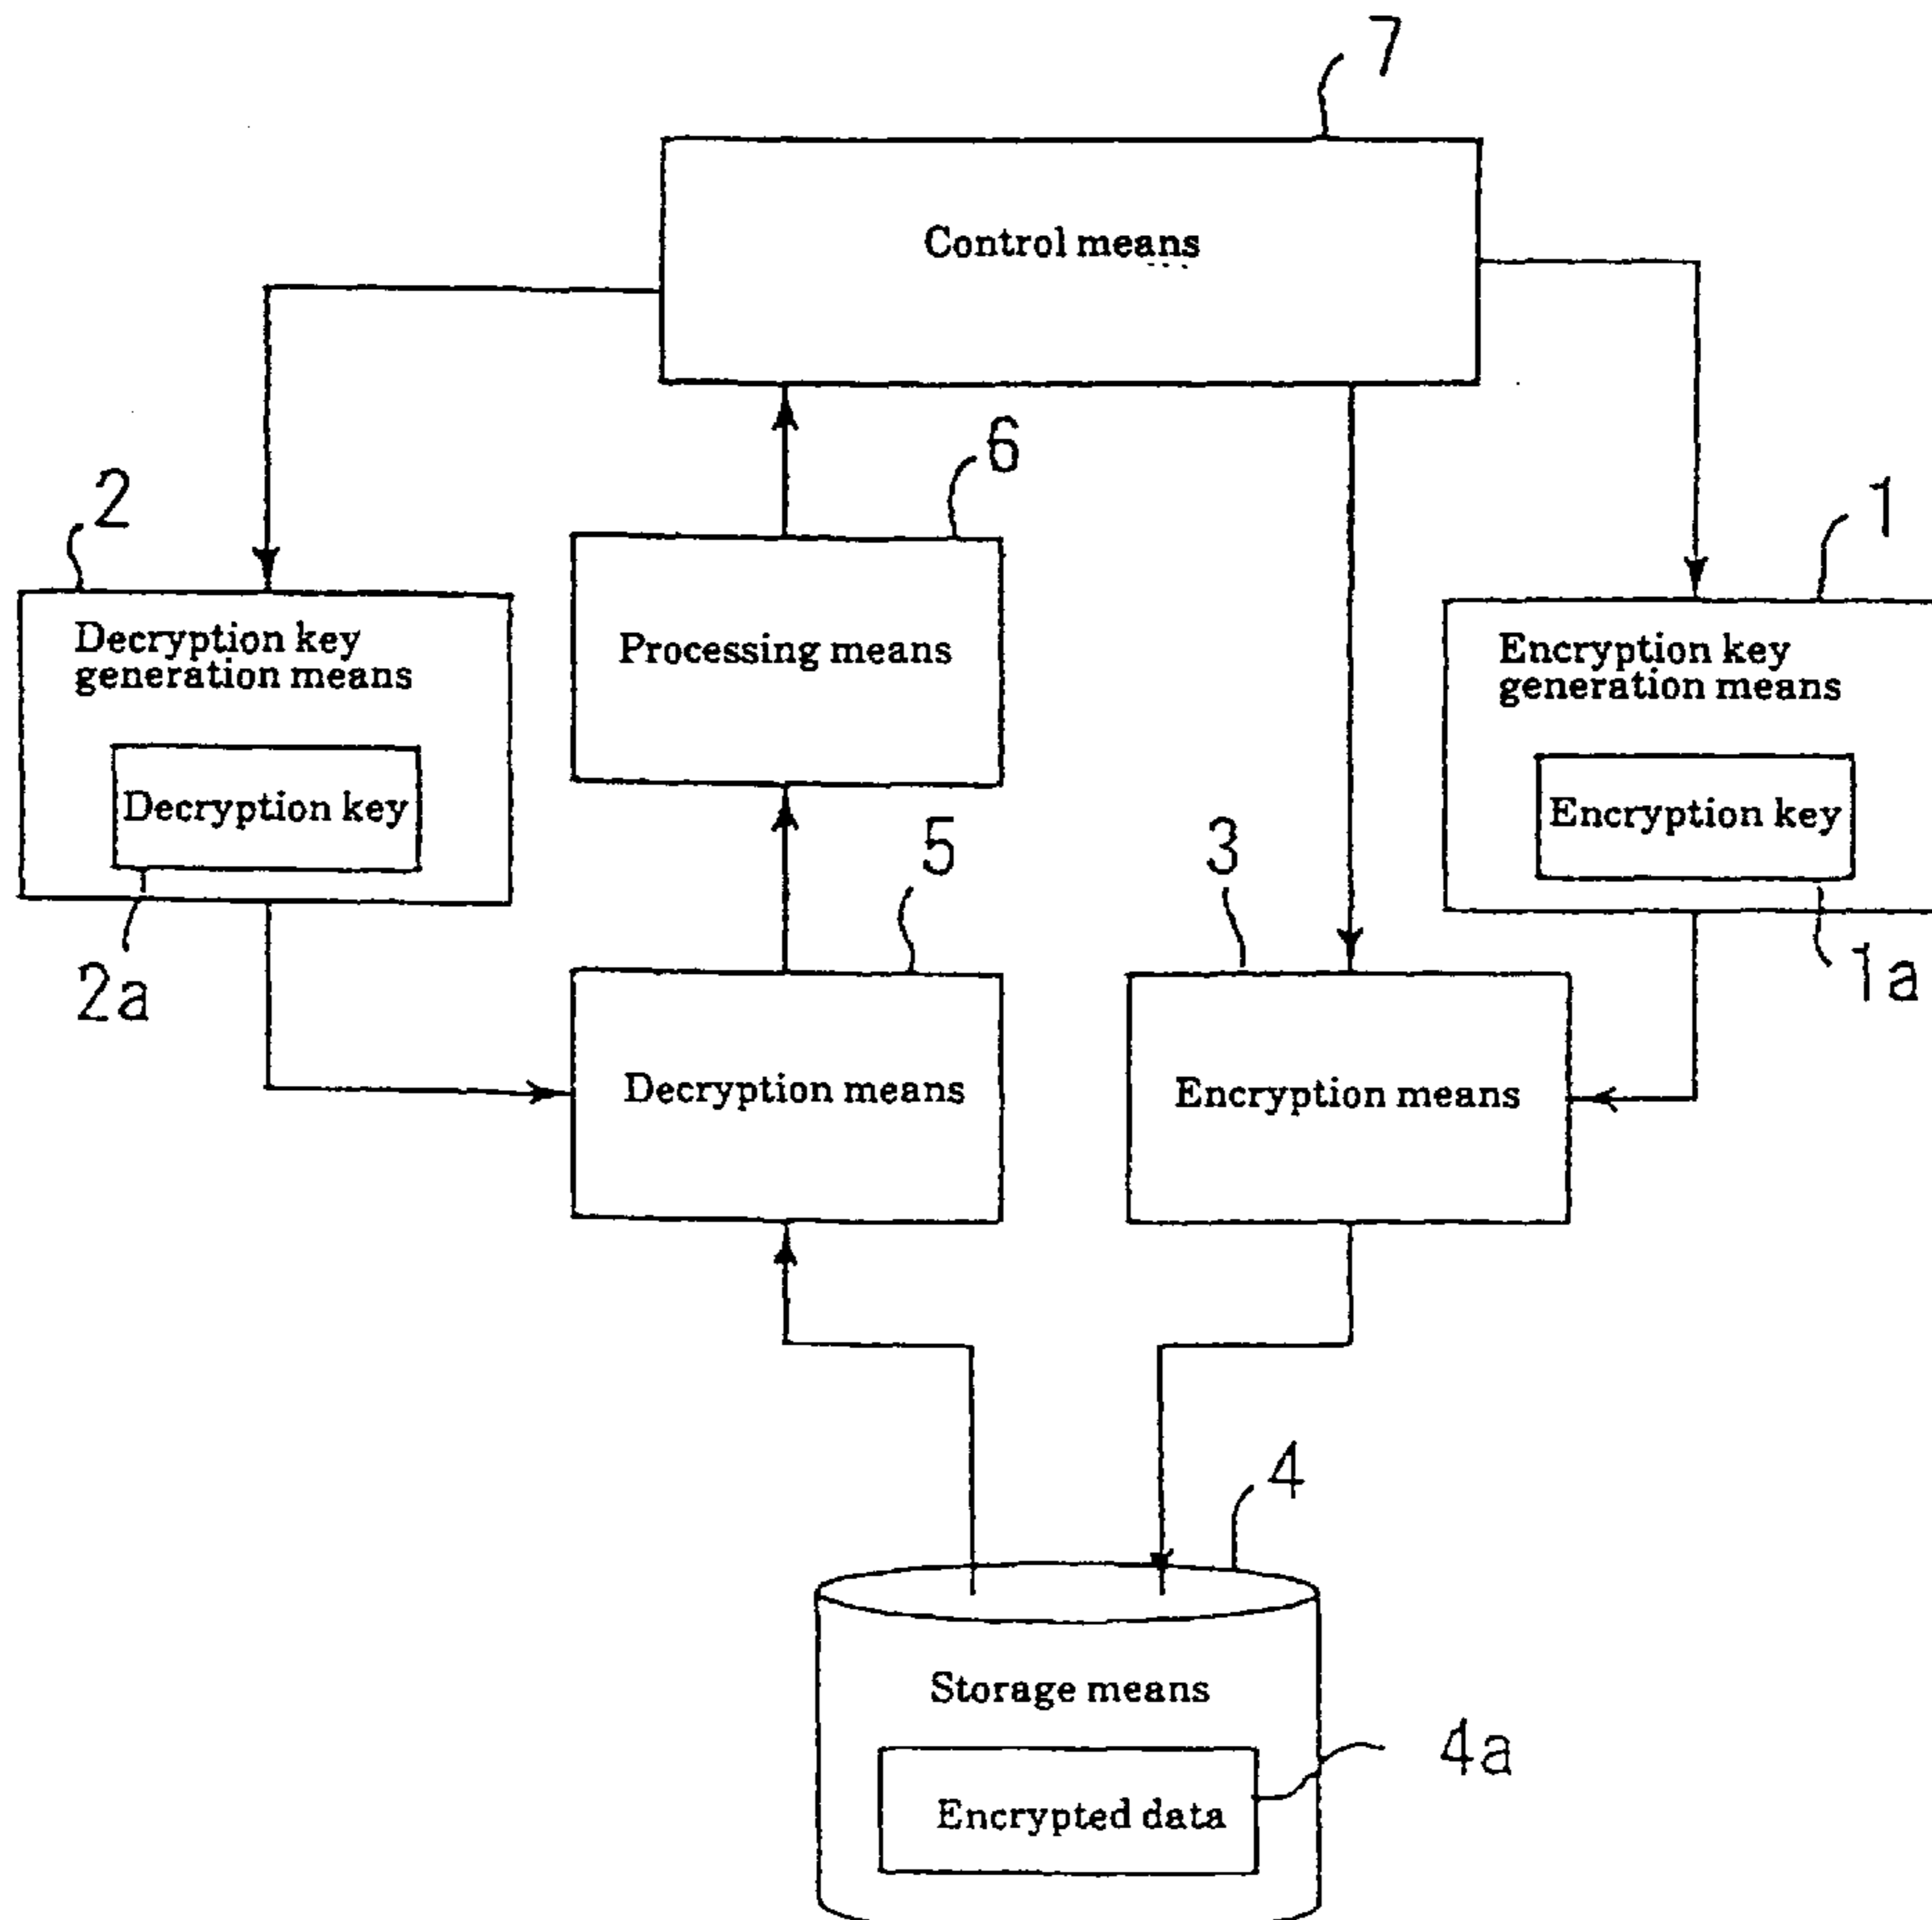 7
Control means
6
2
1
Decryption key
generation means
Processing means
Encryption key
generation means
Decryption key
Encryption key
5
3
2a
1a
Decryption means
Encryption means
4
Storage means
4a
Encrypted data